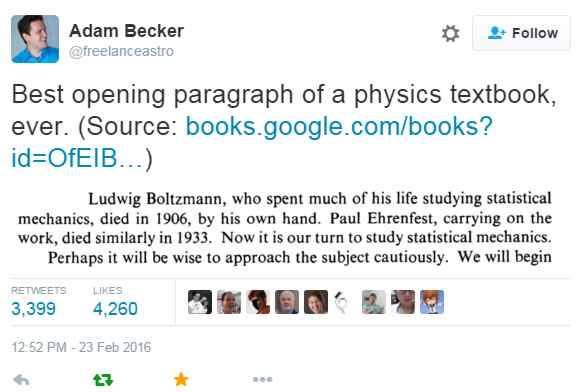 Adam Becker
@freelanceastro
Follow
Best opening paragraph of a physics textbook,
ever. (Source: books.google.com/books?
id=OfEIB…)
Ludwig Boltzmann, who spent much of his life studying statistical
mechanics, died in 1906, by his own hand. Paul Ehrenfest, carrying on the
work, died similarly in 1933. Now it is our turn to study statistical mechanics.
Perhaps it will be wise to approach the subject cautiously. We will begin
RETWEETS LIKES
3,399 4,260
12:52 PM - 23 Feb 2016